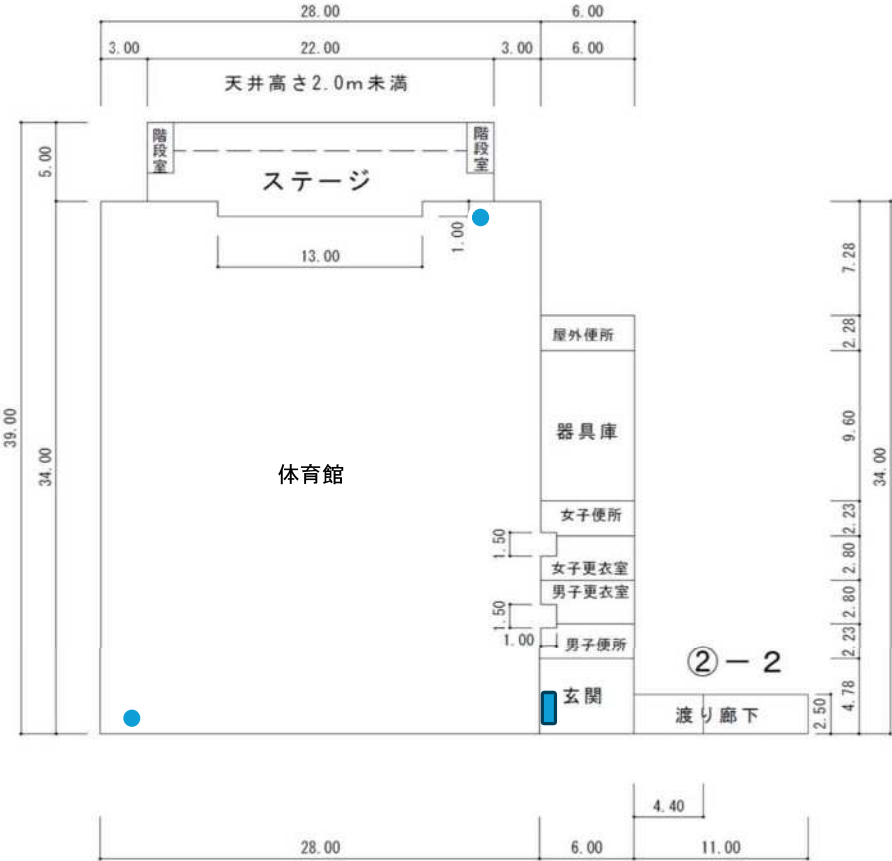 28.00
6.00
3.00
22.00
3.00
6.00
天井高さ2.0m未満
階段室
階段室
5.00
ステージ
1.00
13.00
7.28
屋外便所
2.28
39.00
34.00
器具庫
9.60
34.00
体育館
女子便所
2.23
1.50
女子更衣室
2.80
男子更衣室
2.80
1.50
1.00
男子便所
2.23
②-2
玄関
4.78
渡り廊下
2.50
4.40
28.00
6.00
11.00